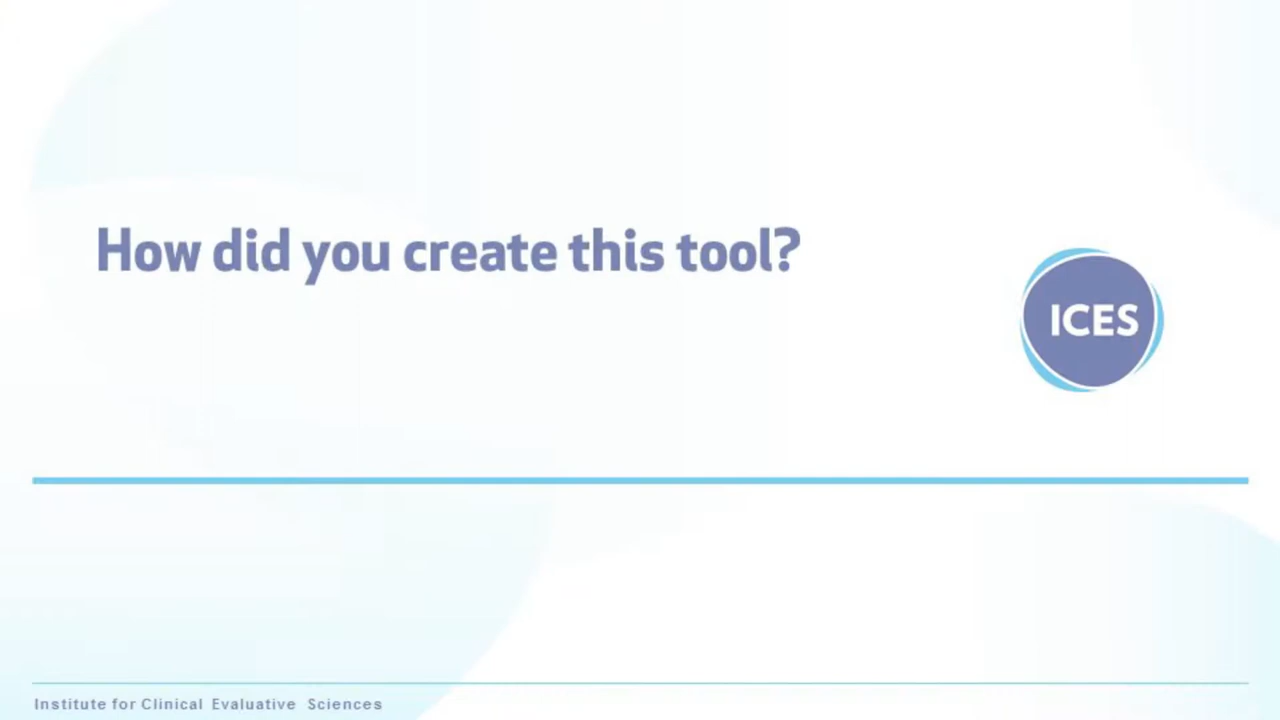 How did you create this tool?
ICES
Institute for Clinical Evaluative Sciences